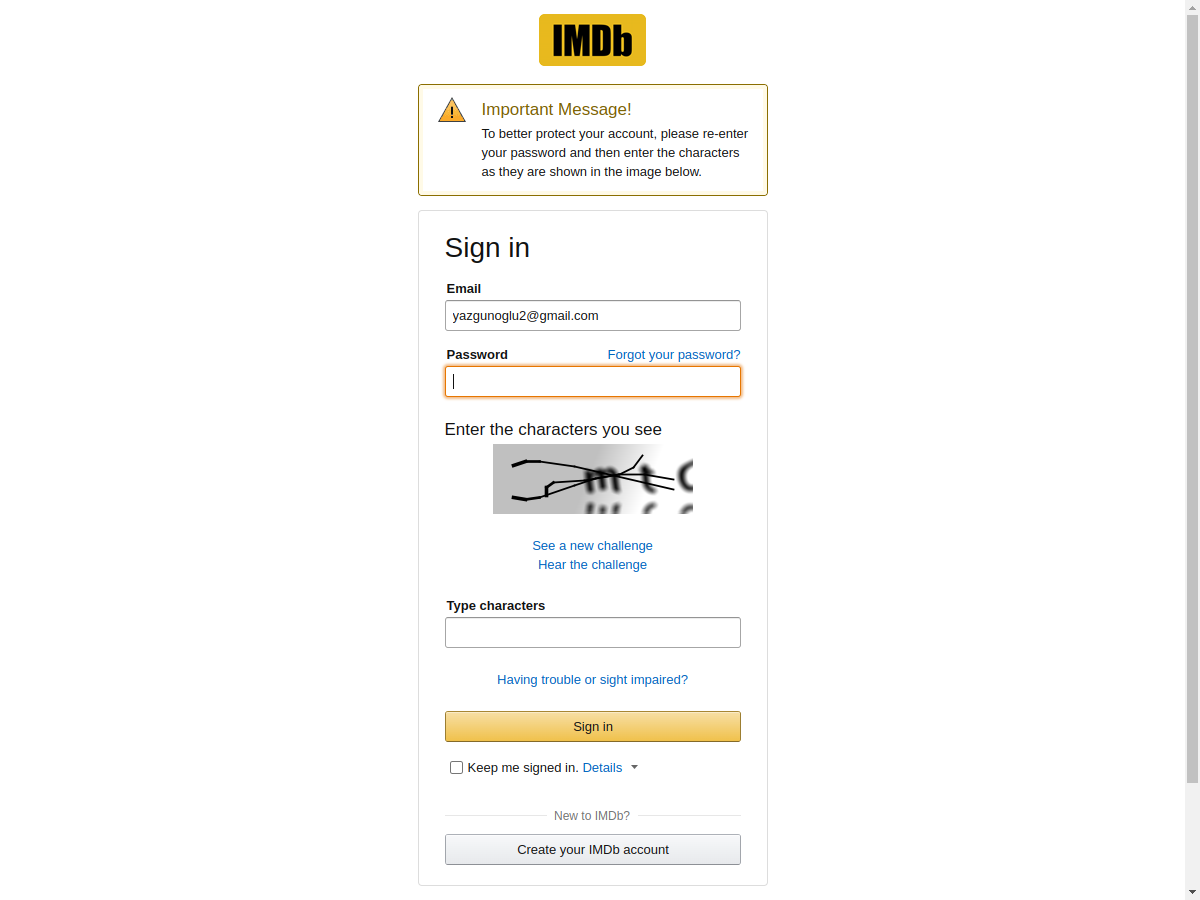 IMDb
Important Message!
To better protect your account, please re-enter
your password and then enter the characters
as they are shown in the image below.
Sign in
Email
yazgunoglu2@gmail.com
Password Forgot your password?
Enter the characters you see
See a new challenge
Hear the challenge
Type characters
Having trouble or sight impaired?
Sign in
Keep me signed in. Details
New to IMDb?
Create your IMDb account